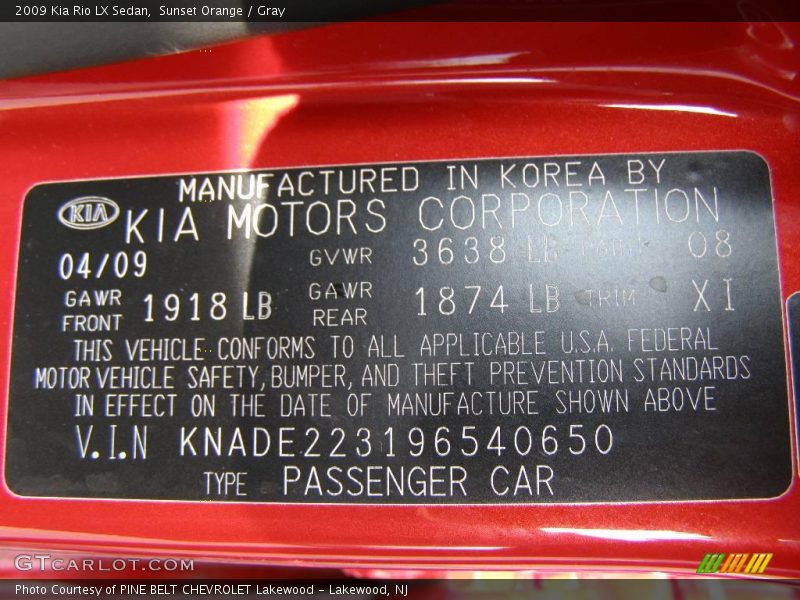 2009 Kia Rio LX Sedan, Sunset Orange / Gray
MANUFACTURED IN KOREA BY
KIA KIA MOTORS CORPORATION
04/09 GVWR 3638 LB PAINT 08
GAWR FRONT 1918 LB GAWR REAR 1874 LB TRIM XI
THIS VEHICLE CONFORMS TO ALL APPLICABLE U.S.A. FEDERAL
MOTOR VEHICLE SAFETY, BUMPER, AND THEFT PREVENTION STANDARDS
IN EFFECT ON THE DATE OF MANUFACTURE SHOWN ABOVE
V.I.N KNADE223196540650
TYPE PASSENGER CAR
GTCARLOT.COM
Photo Courtesy of PINE BELT CHEVROLET Lakewood - Lakewood, NJ